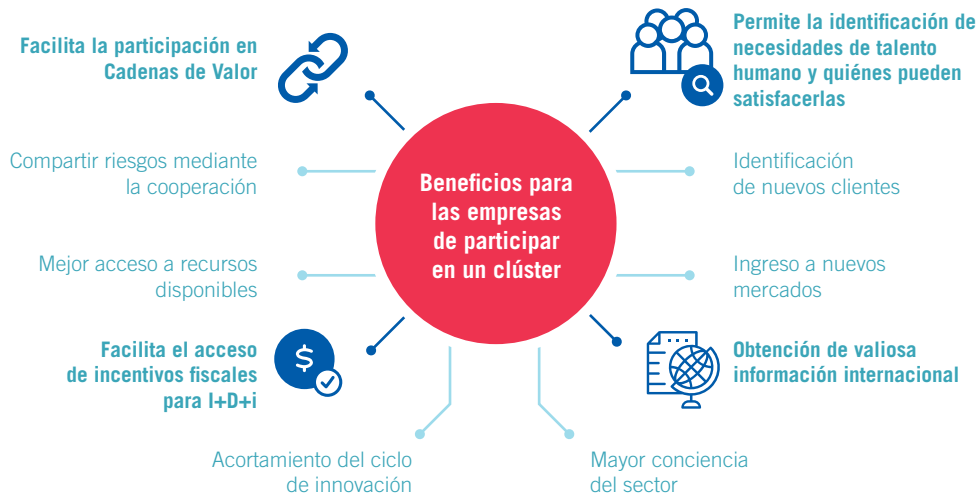 Facilita la participación en
Cadenas de Valor
Permite la identificación de
necesidades de talento
humano y quiénes pueden
satisfacerlas
Compartir riesgos mediante
la cooperación
Beneficios para
las empresas
de participar
en un clúster
Identificación
de nuevos clientes
Mejor acceso a recursos
disponibles
Ingreso a nuevos
mercados
Facilita el acceso
de incentivos fiscales
para I+D+i
$
Obtención de valiosa
información internacional
Acortamiento del ciclo
de innovación
Mayor conciencia
del sector